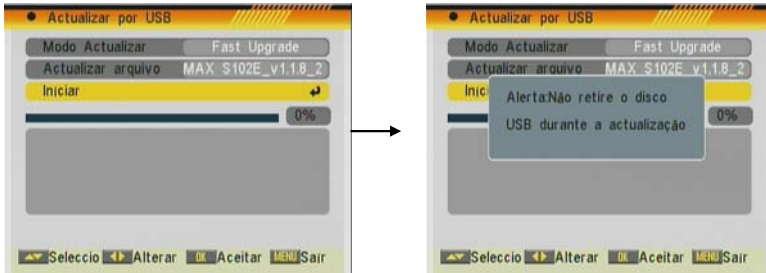 Actualizar por USB
Modo Actualizar Fast Upgrade
Actualizar arquivo MAX S102E_v1.1.8_2
Iniciar
0%
Seleccio Alterar OK Aceitar MENU Sair
Actualizar por USB
Modo Actualizar Fast Upgrade
Actualizar arquivo MAX S102E_v1.1.8_2
Inic
Alerta:Não retire o disco
USB durante a actualização
0%
Seleccio Alterar OK Aceitar MENU Sair